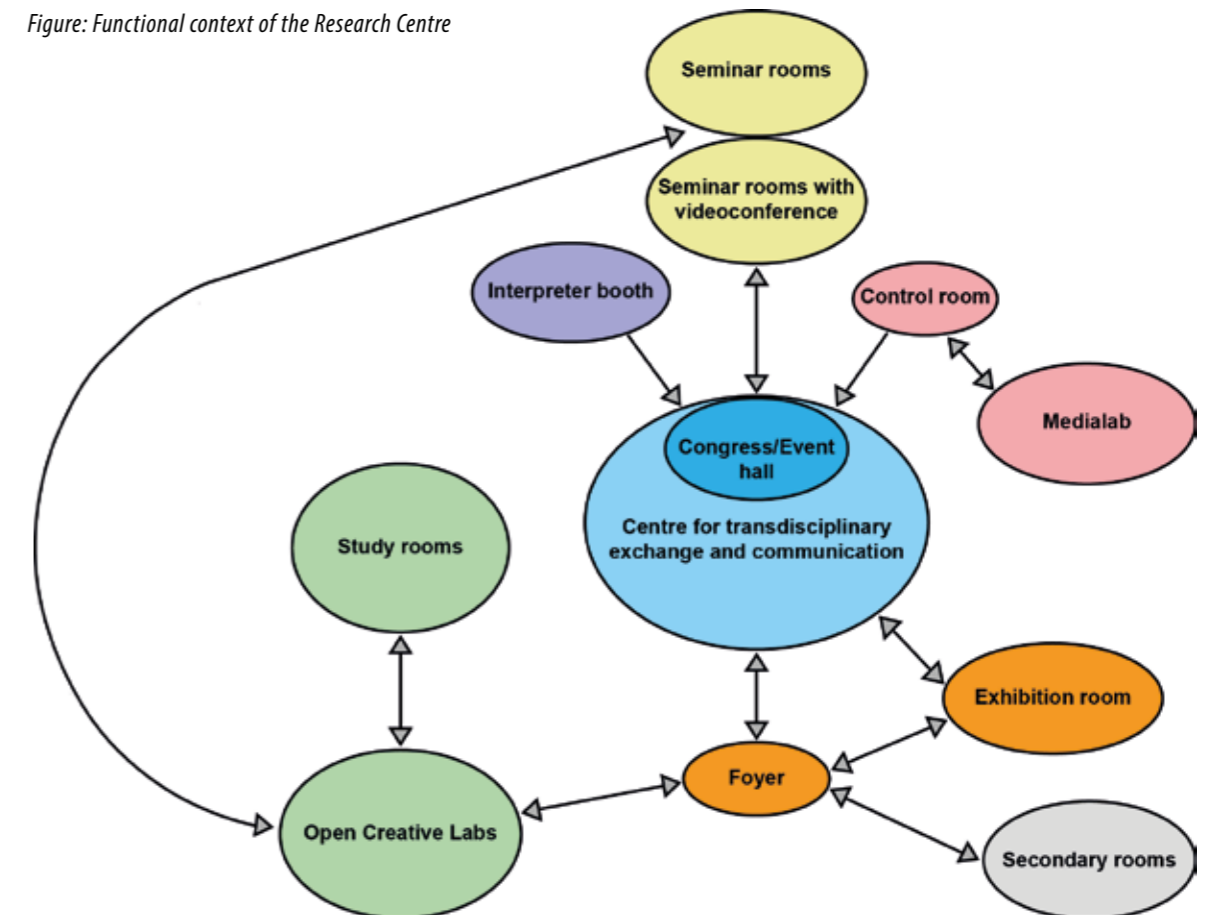 Figure: Functional context of the Research Centre
Seminar rooms
Seminar rooms with
videoconference
Interpreter booth
Control room
Medialab
Congress/Event
hall
Centre for transdisciplinary
exchange and communication
Study rooms
Exhibition room
Foyer
Open Creative Labs
Secondary rooms